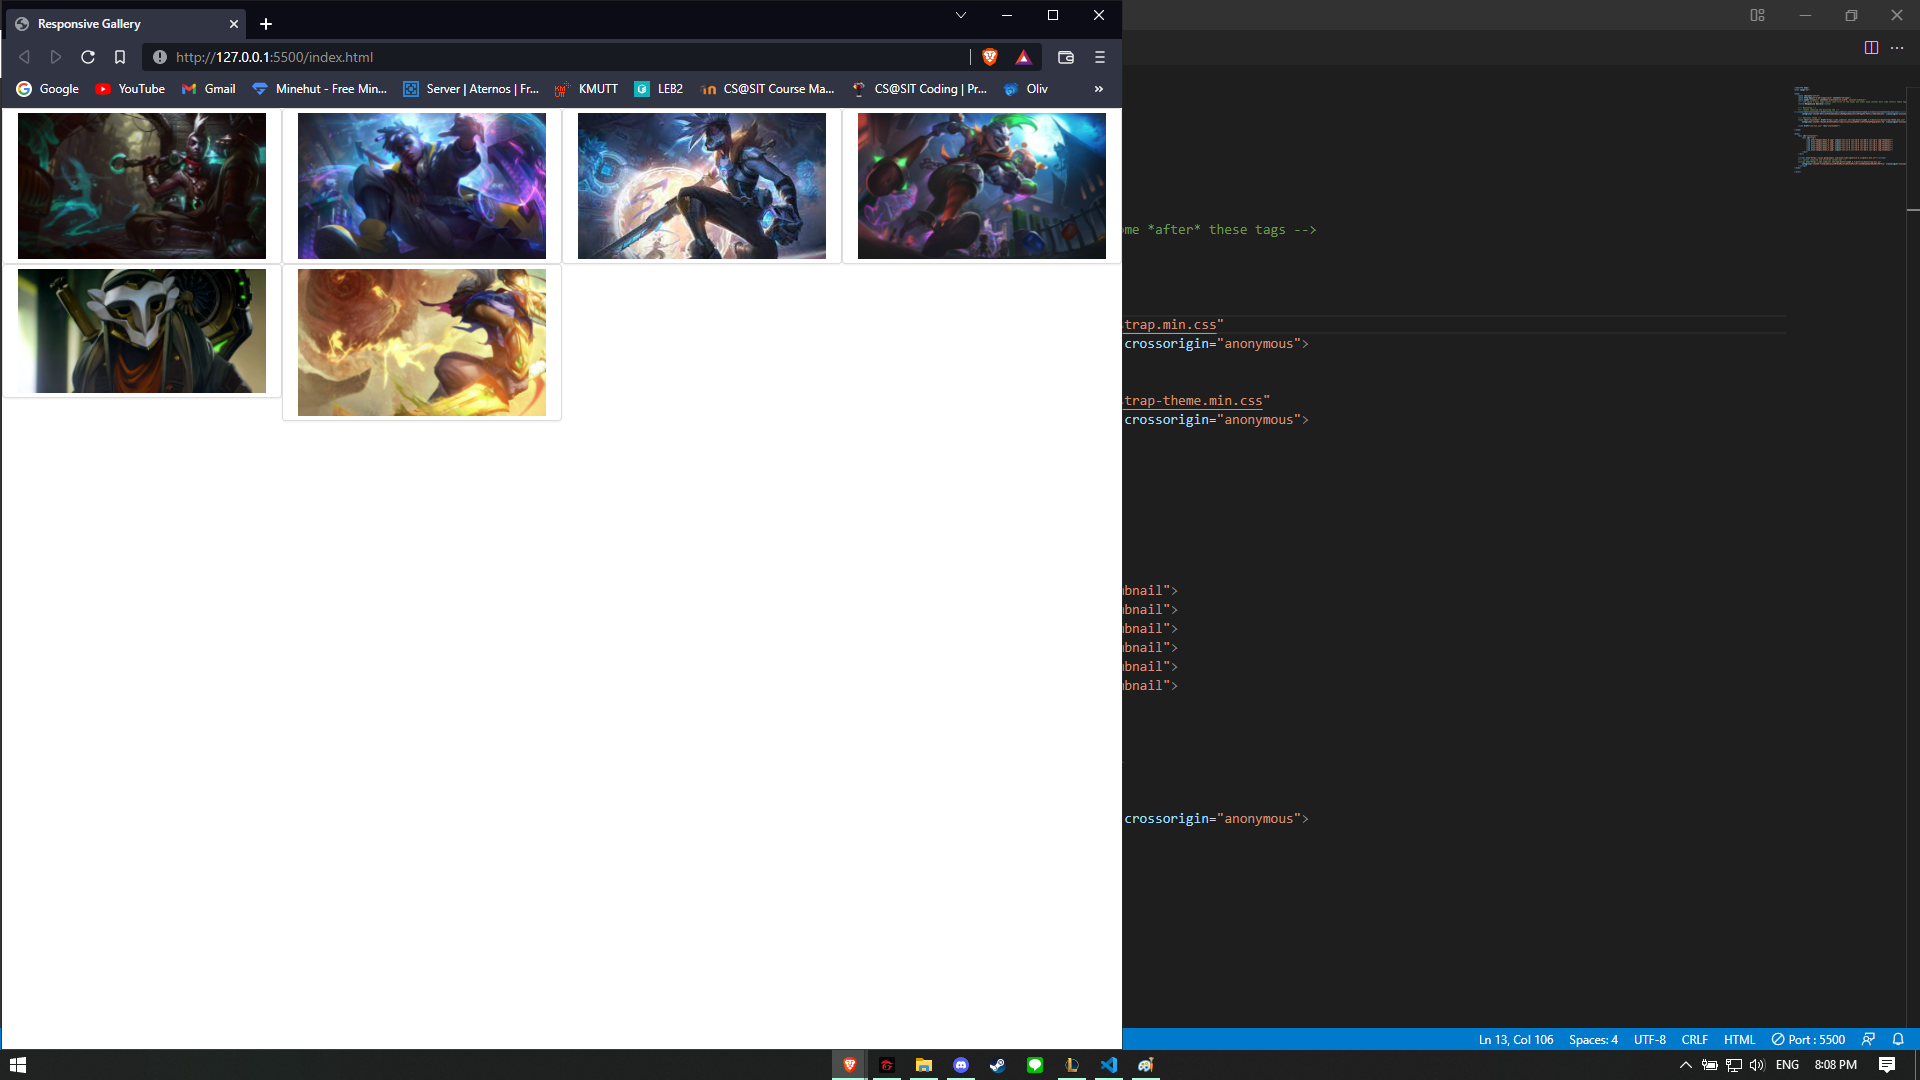 Responsive Gallery
http://127.0.0.1:5500/index.html
Google
YouTube
Gmail
Minehut - Free Min...
Server | Aternos | Fr...
KMUTT
LEB2
CS@SIT Course Ma...
CS@SIT Coding | Pr...
Oliv
»
ome *after* these tags -->
trap.min.css"
crossorigin="anonymous">
trap-theme.min.css"
crossorigin="anonymous">
bnail">
bnail">
bnail">
bnail">
bnail">
bnail">
crossorigin="anonymous">
Ln 13, Col 106
Spaces: 4
UTF-8
CRLF
HTML
Port : 5500
ENG
8:08 PM